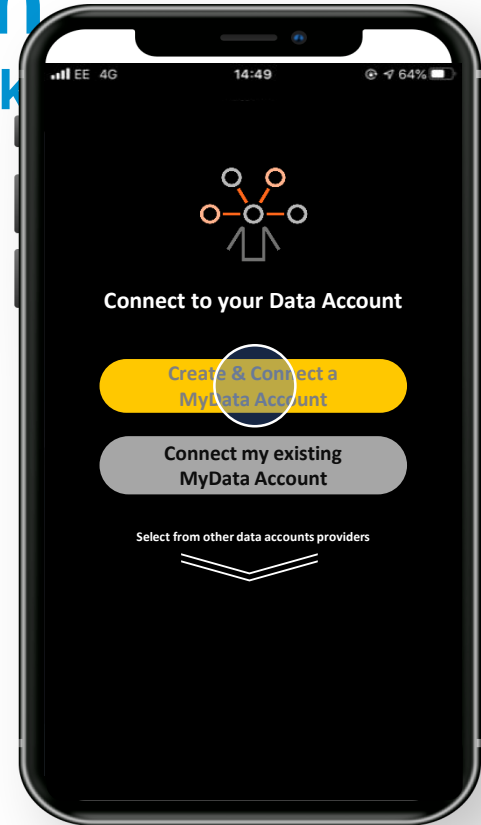 EE 4G 14:49 64%
Connect to your Data Account
Create & Connect a
MyData Account
Connect my existing
MyData Account
Select from other data accounts providers